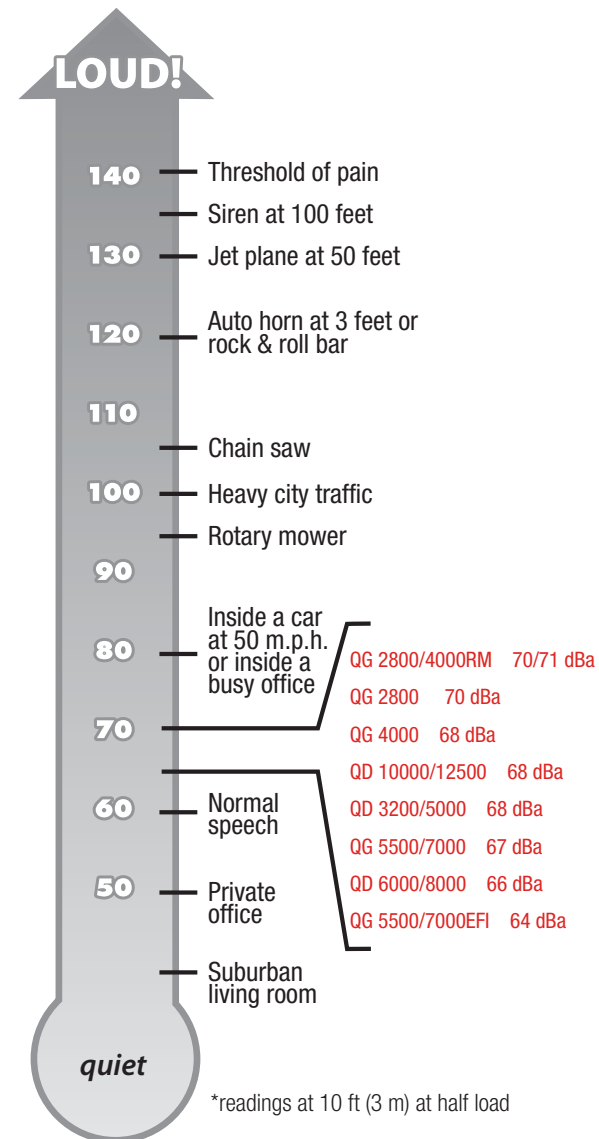 LOUD!
140
Threshold of pain
Siren at 100 feet
130
Jet plane at 50 feet
120
Auto horn at 3 feet or
rock & roll bar
110
Chain saw
100
Heavy city traffic
Rotary mower
90
Inside a car
at 50 m.p.h.
or inside a
busy office
80
QG 2800/4000RM 70/71 dBa
QG 2800 70 dBa
QG 4000 68 dBa
QD 10000/12500 68 dBa
QD 3200/5000 68 dBa
QG 5500/7000 67 dBa
QD 6000/8000 66 dBa
QG 5500/7000EFI 64 dBa
70
60
Normal
speech
50
Private
office
Suburban
living room
quiet
*readings at 10 ft (3 m) at half load